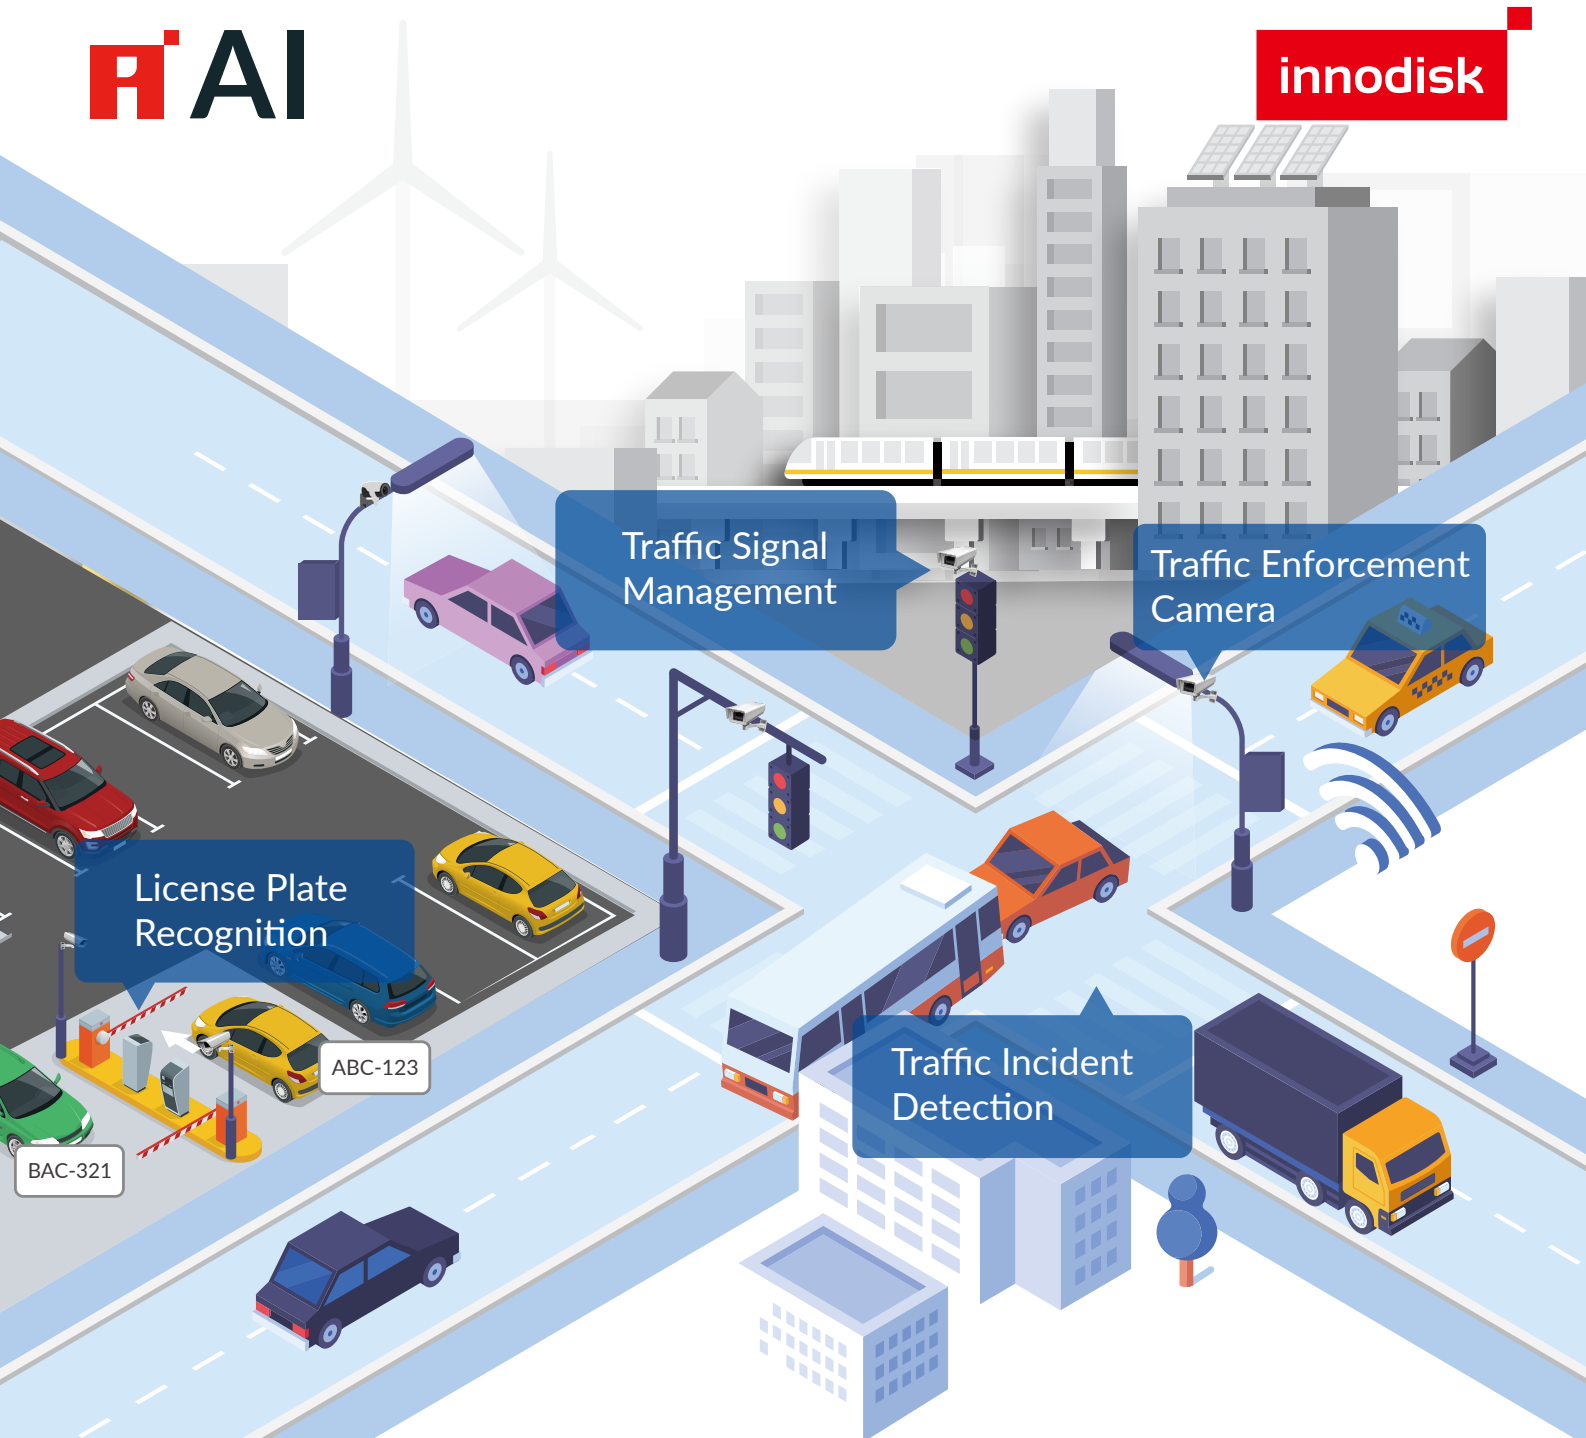 AI
innodisk
Traffic Signal
Management
Traffic Enforcement
Camera
License Plate
Recognition
ABC-123
Traffic Incident
Detection
BAC-321